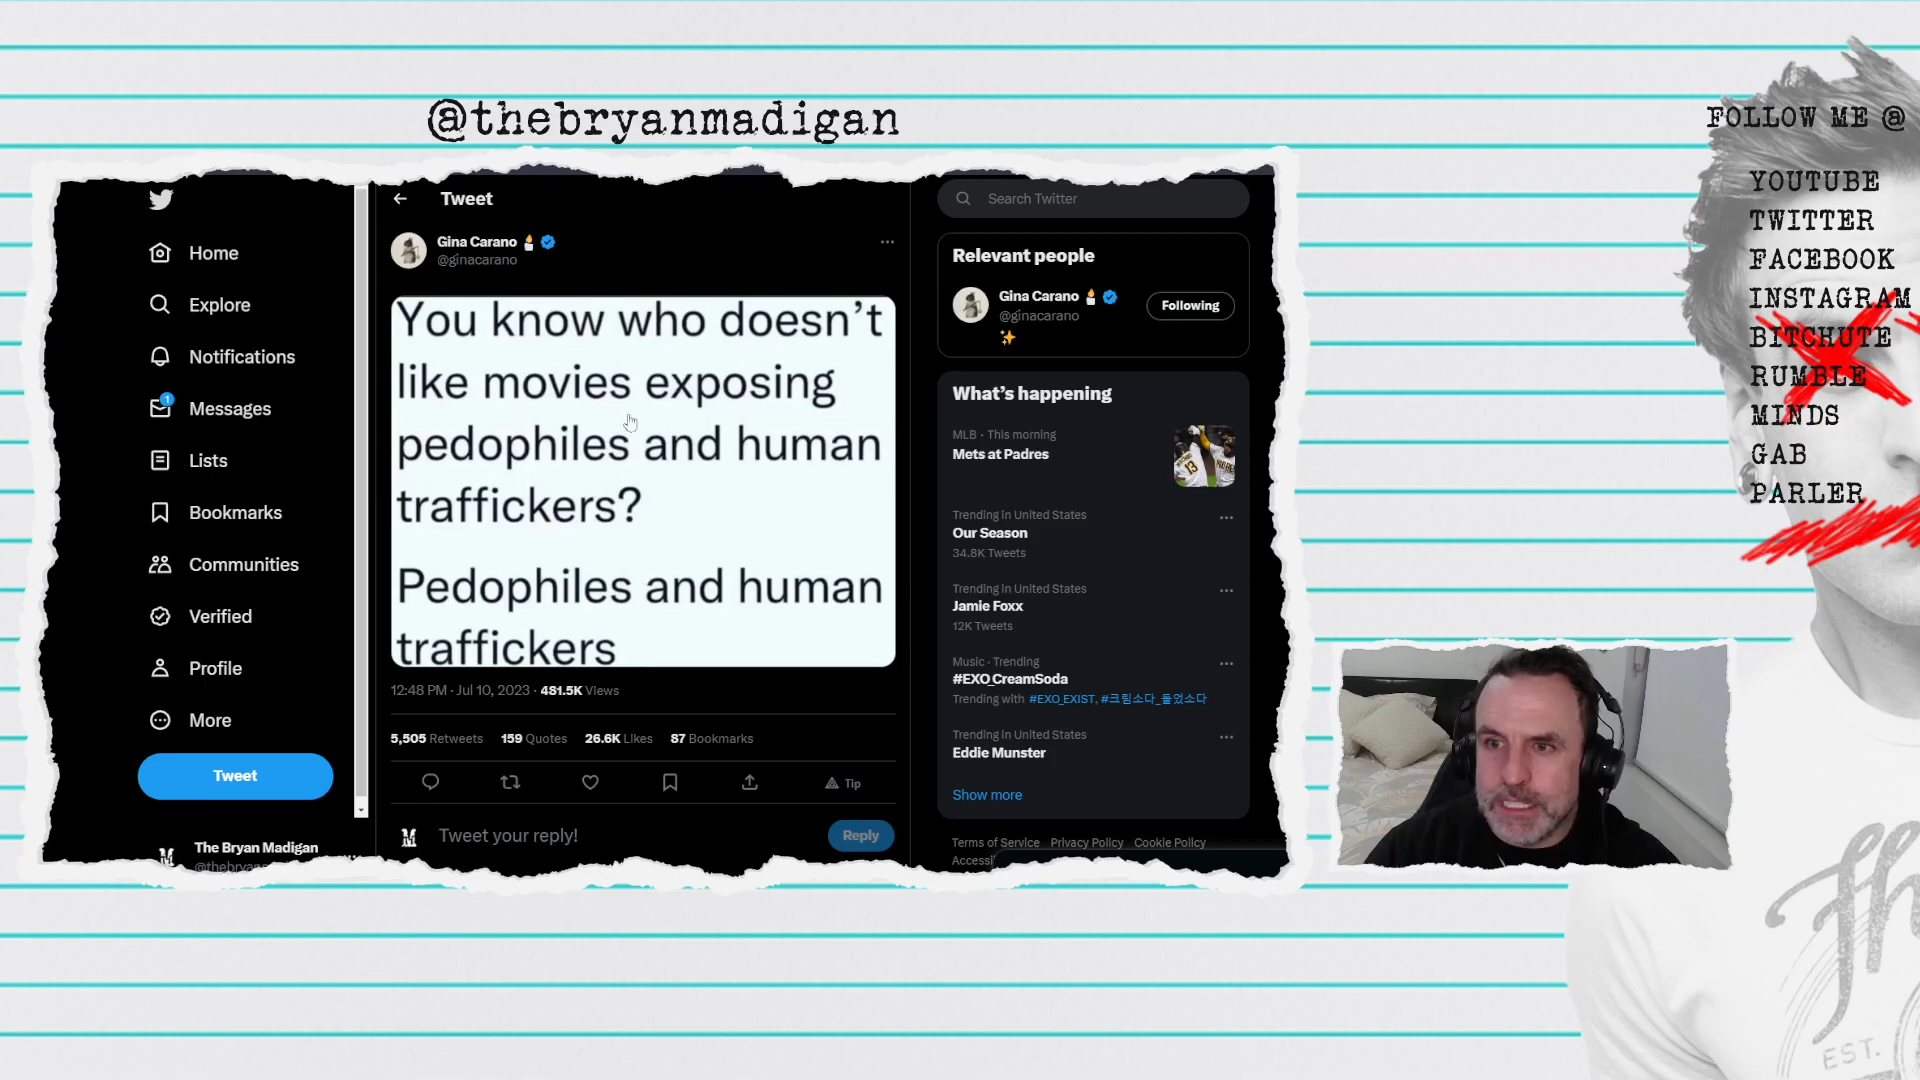 @thebryanmadigan
FOLLOW ME @
YOUTUBE
TWITTER
FACEBOOK
INSTAGRAM
BITCHUTE
RUMBLE
MINDS
GAB
PARLER
Home
Explore
Notifications
1
Messages
Lists
Bookmarks
Communities
Verified
Profile
More
Tweet
The Bryan Madigan
Tweet
Gina Carano
@ginacarano
You know who doesn't
like movies exposing
pedophiles and human
traffickers?
Pedophiles and human
traffickers
12:48 PM · Jul 10, 2023 · 481.5K Views
5,505 Retweets 159 Quotes 26.6K Likes 87 Bookmarks
Tip
Tweet your reply!
Reply
Search Twitter
Relevant people
Gina Carano
@ginacarano
Following
What's happening
MLB · This morning
Mets at Padres
Trending in United States
Our Season
34.8K Tweets
Trending in United States
Jamie Foxx
12K Tweets
Music · Trending
#EXO_CreamSoda
Trending with #EXO_EXIST, #크림소다_들었소다
Trending in United States
Eddie Munster
Show more
Terms of Service Privacy Policy Cookie Policy
EST.